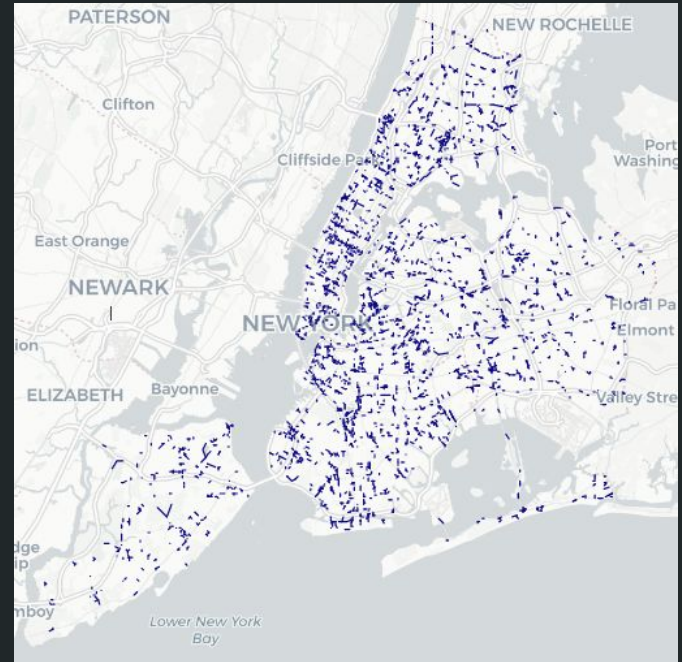 PATERSON
NEW ROCHELLE
Clifton
Cliffside Park
Port
Washing
East Orange
NEWARK
NEW YORK
Floral Pa
Elmont
ion
ELIZABETH
Bayonne
Valley Stre
dge
ip
mboy
Lower New York
Bay